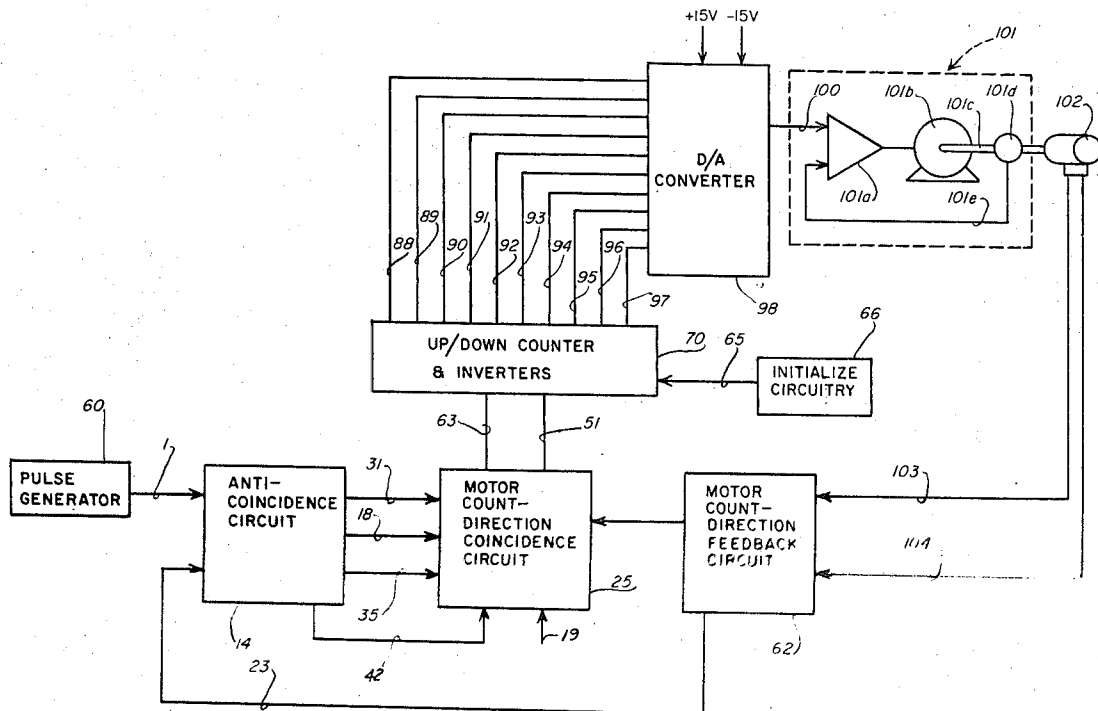 +15V -15V
101
100
101b
101c
101d
102
D/A
CONVERTER
101a
101e
88
89
90
91
92
93
94
95
96
97
98
UP/DOWN COUNTER
& INVERTERS
70
65
66
INITIALIZE
CIRCUITRY
63
51
60
1
PULSE
GENERATOR
ANTI-
COINCIDENCE
CIRCUIT
31
18
35
MOTOR
COUNT-
DIRECTION
COINCIDENCE
CIRCUIT
MOTOR
COUNT-
DIRECTION
FEEDBACK
CIRCUIT
103
104
14
42
19
25
62
23